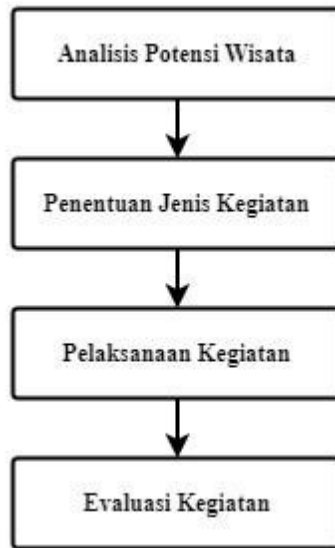 Analisis Potensi Wisata
Penentuan Jenis Kegiatan
Pelaksanaan Kegiatan
Evaluasi Kegiatan